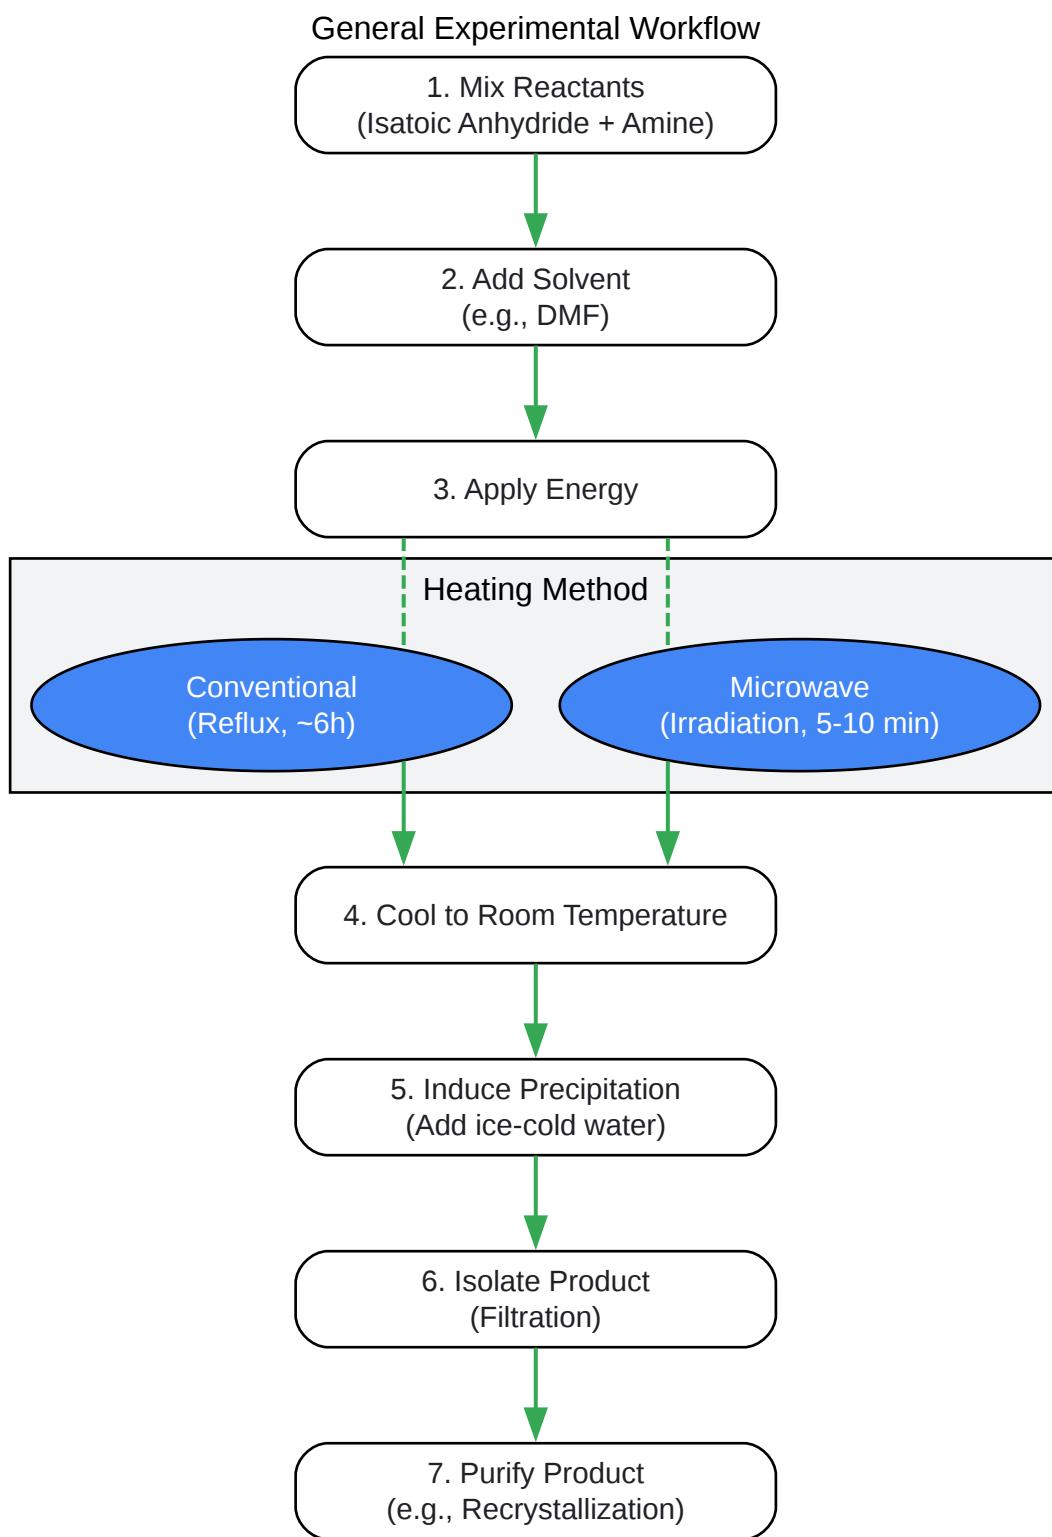 General Experimental Workflow
1. Mix Reactants
(Isatoic Anhydride + Amine)
2. Add Solvent
(e.g., DMF)
3. Apply Energy
Heating Method
Conventional
(Reflux, ~6h)
Microwave
(Irradiation, 5-10 min)
4. Cool to Room Temperature
5. Induce Precipitation
(Add ice-cold water)
6. Isolate Product
(Filtration)
7. Purify Product
(e.g., Recrystallization)